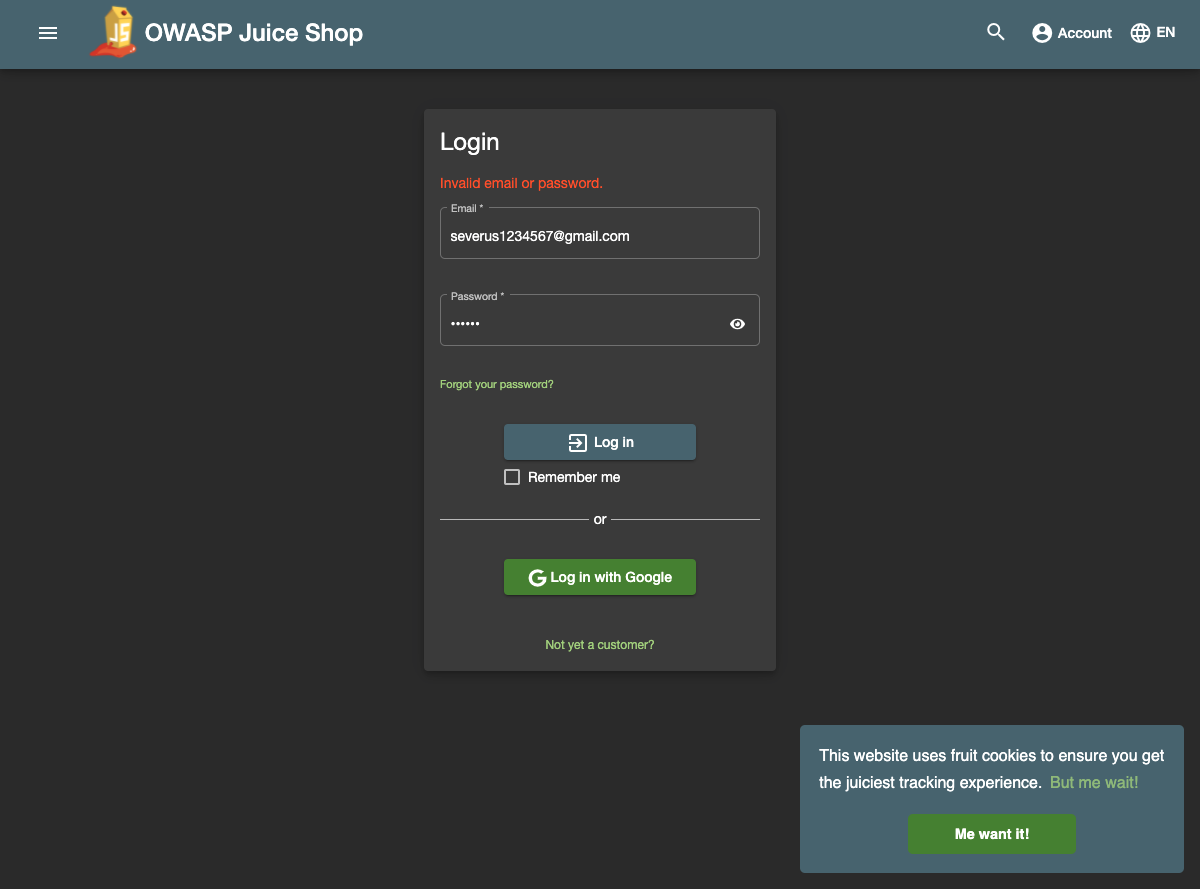 OWASP Juice Shop
Account
EN
Login
Invalid email or password.
Email *
severus1234567@gmail.com
Password *
••••••
Forgot your password?
Log in
Remember me
or
Log in with Google
Not yet a customer?
This website uses fruit cookies to ensure you get
the juiciest tracking experience. But me wait!
Me want it!